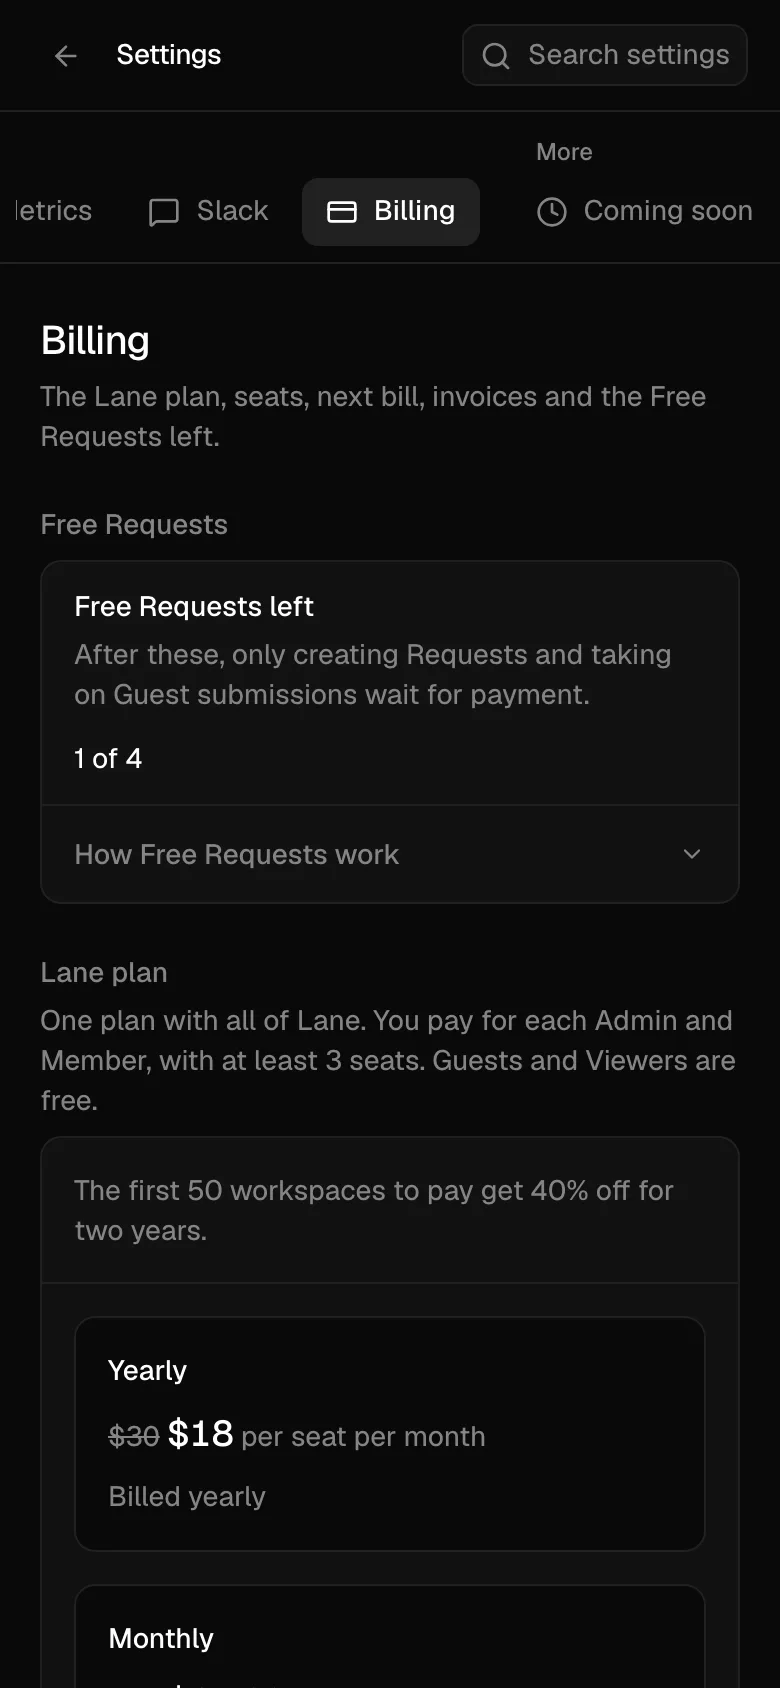 Settings
Search settings
More
etrics
Slack
Billing
Coming soon
Billing
The Lane plan, seats, next bill, invoices and the Free
Requests left.
Free Requests
Free Requests left
After these, only creating Requests and taking
on Guest submissions wait for payment.
1 of 4
How Free Requests work
Lane plan
One plan with all of Lane. You pay for each Admin and
Member, with at least 3 seats. Guests and Viewers are
free.
The first 50 workspaces to pay get 40% off for
two years.
Yearly
$30 $18 per seat per month
Billed yearly
Monthly